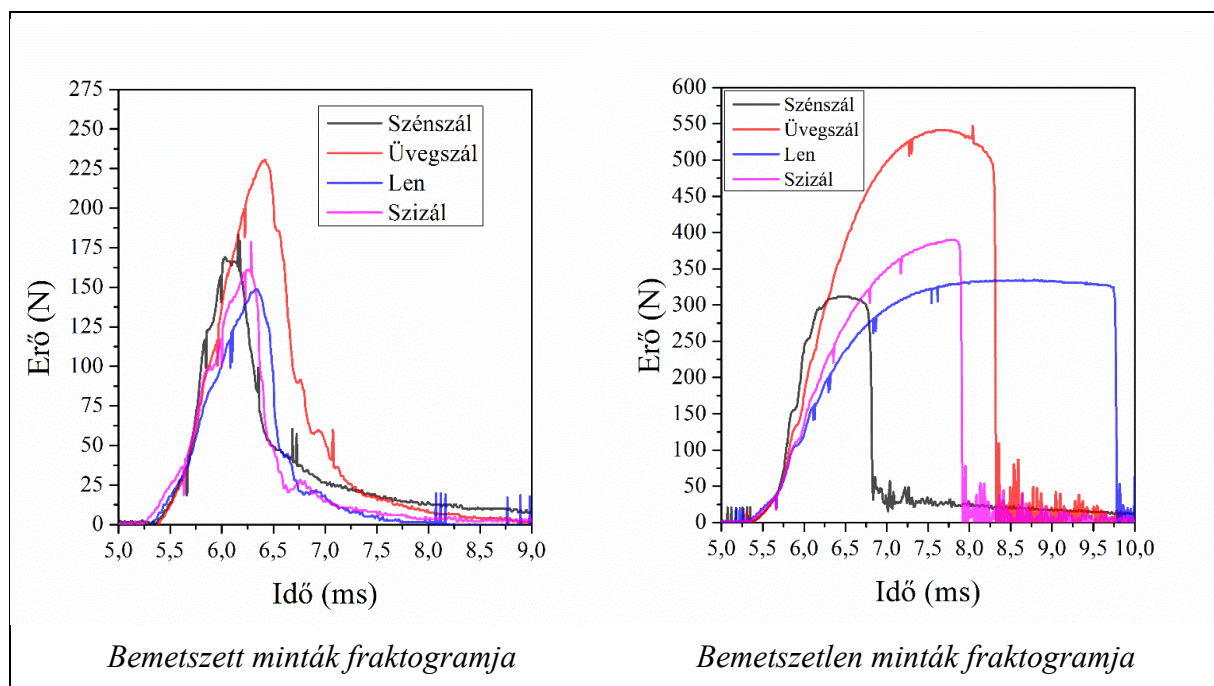 275
250
225
200
175
150
125
100
75
50
25
0
Erő (N)
Szénszál
Üvegszál
Len
Szizál
5,0 5,5 6,0 6,5 7,0 7,5 8,0 8,5 9,0
Idő (ms)
Bemetszett minták fraktogramja
600
550
500
450
400
350
300
250
200
150
100
50
0
Erő (N)
Szénszál
Üvegszál
Len
Szizál
5,0 5,5 6,0 6,5 7,0 7,5 8,0 8,5 9,0 9,5 10,0
Idő (ms)
Bemetszetlen minták fraktogramja